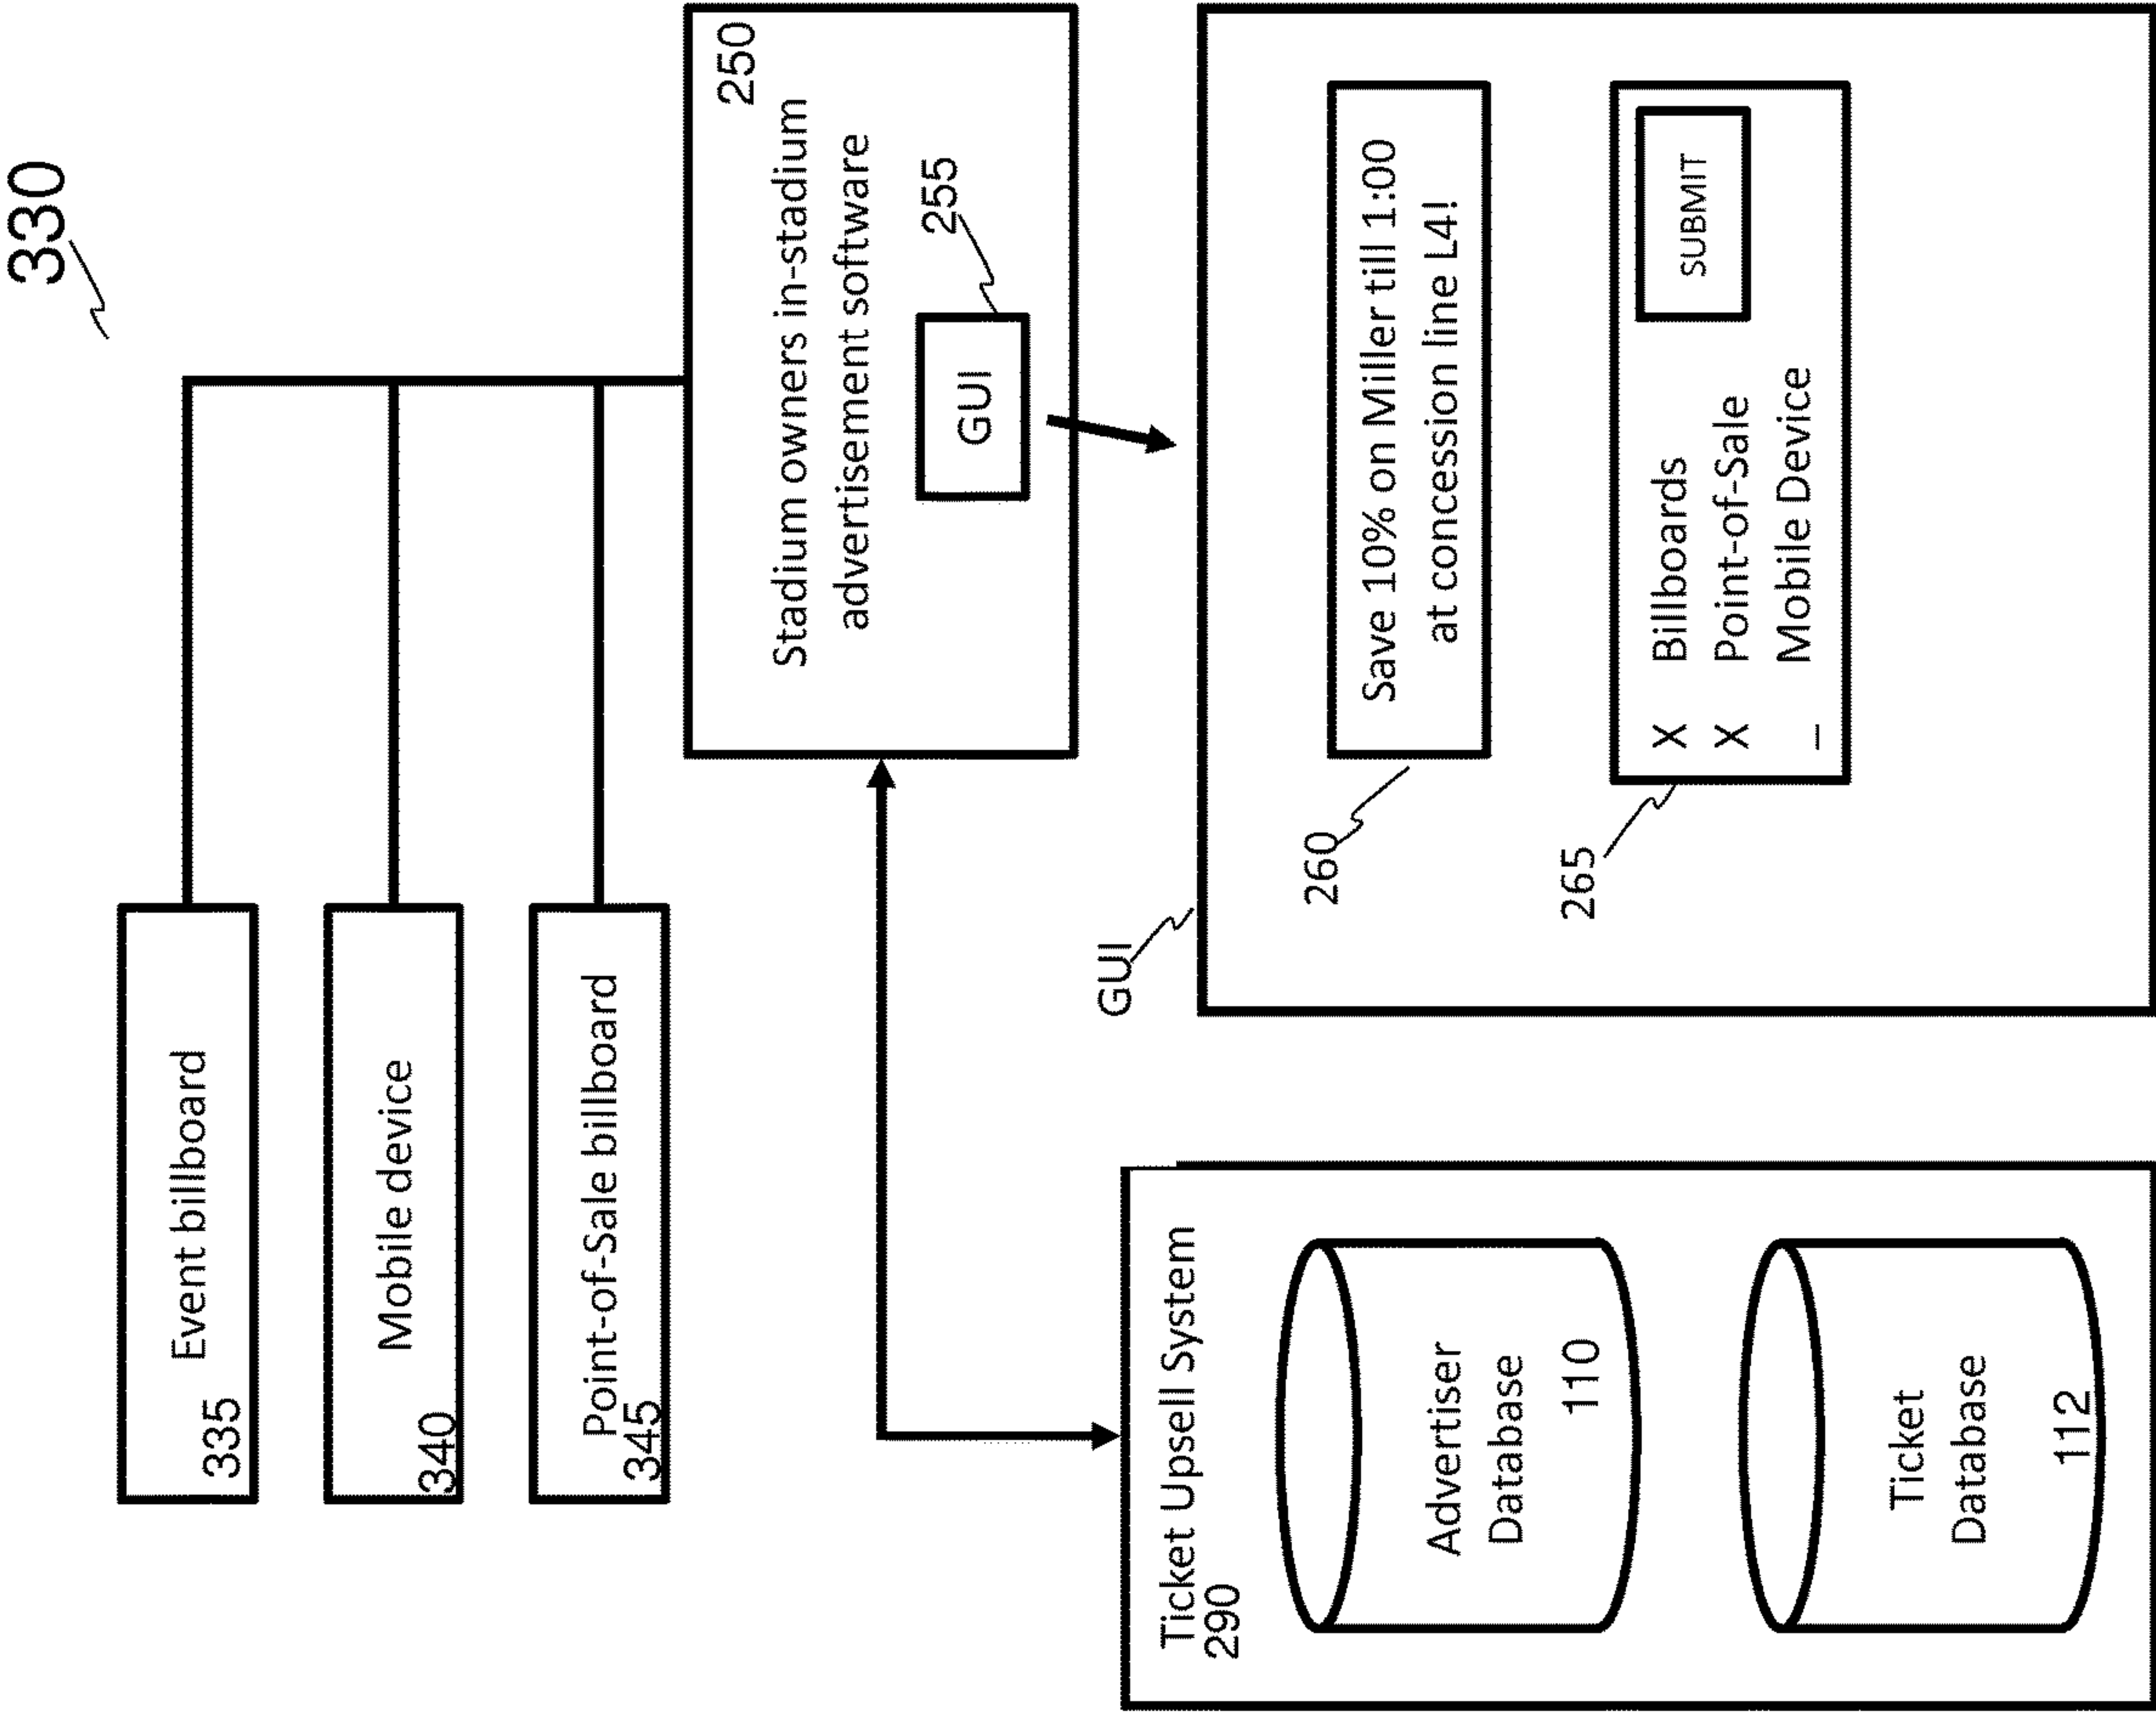 330
Event billboard
335
Mobile device
340
Point-of-Sale billboard
345
250
Stadium owners in-stadium
advertisement software
255
GUI
Ticket Upsell System
290
Advertiser
Database
110
Ticket
Database
112
GUI
260
Save 10% on Miller till 1:00
at concession line L4!
265
X Billboards
X Point-of-Sale
_ Mobile Device
SUBMIT